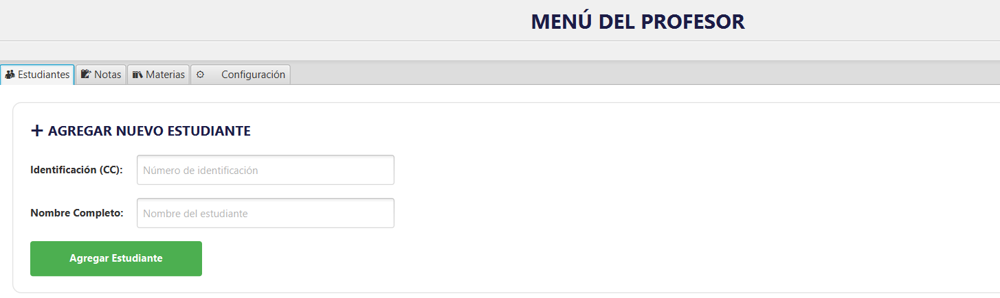 MENÚ DEL PROFESOR
Estudiantes Notas Materias Configuración
AGREGAR NUEVO ESTUDIANTE
Identificación (CC): Número de identificación
Nombre Completo: Nombre del estudiante
Agregar Estudiante